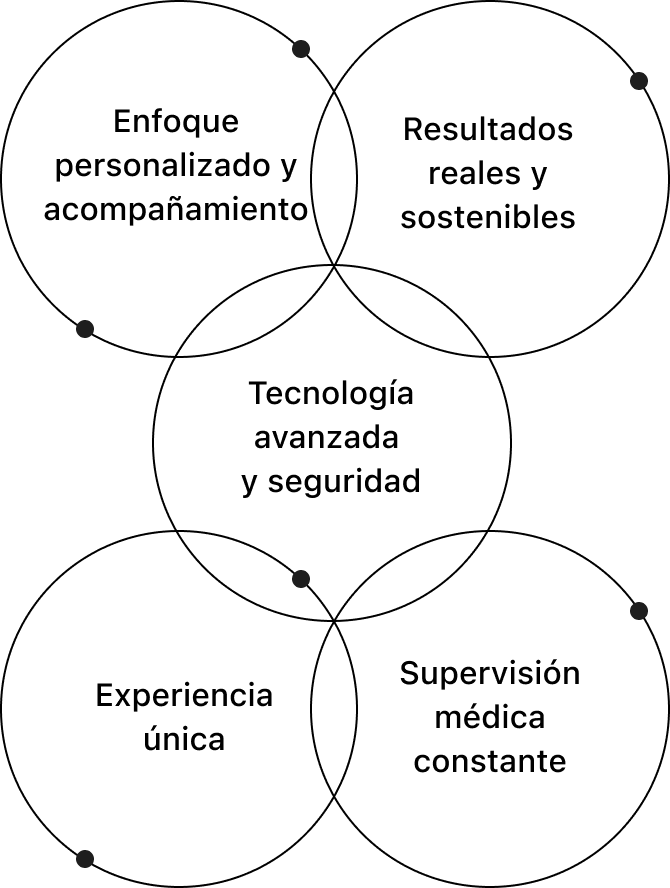 Enfoque
personalizado y
acompañamiento
Resultados
reales y
sostenibles
Tecnología
avanzada
y seguridad
Experiencia
única
Supervisión
médica
constante